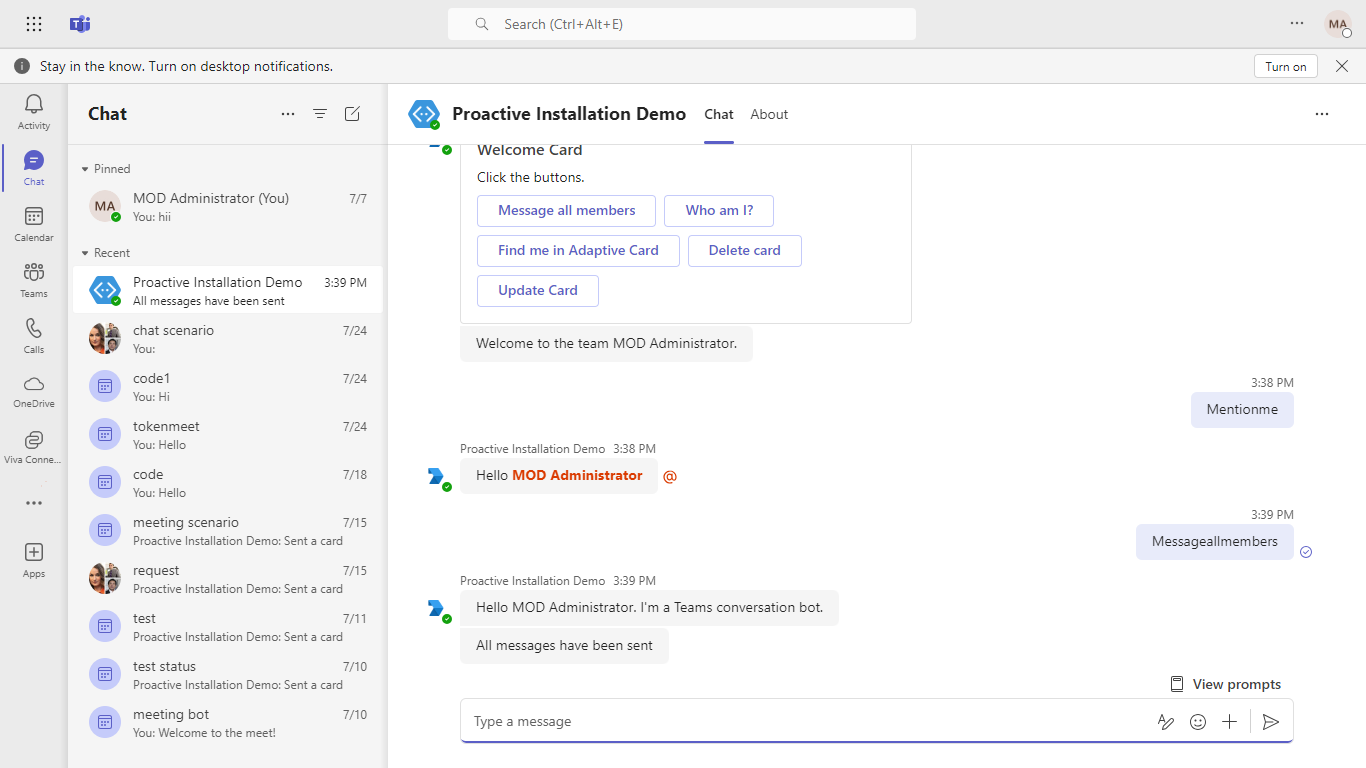 Search (Ctrl+Alt+E)
MA
Stay in the know. Turn on desktop notifications.
Turn on
Activity
Chat
Calendar
Teams
Calls
OneDrive
Viva Conne...
Apps
Chat
Pinned
MA
MOD Administrator (You) 7/7
You: hii
Recent
Proactive Installation Demo 3:39 PM
All messages have been sent
chat scenario 7/24
You:
code1 7/24
You: Hi
tokenmeet 7/24
You: Hello
code 7/18
You: Hello
meeting scenario 7/15
Proactive Installation Demo: Sent a card
request 7/15
Proactive Installation Demo: Sent a card
test 7/11
Proactive Installation Demo: Sent a card
test status 7/10
Proactive Installation Demo: Sent a card
meeting bot 7/10
You: Welcome to the meet!
Proactive Installation Demo Chat About
Welcome Card
Click the buttons.
Message all members Who am I?
Find me in Adaptive Card Delete card
Update Card
Welcome to the team MOD Administrator.
3:38 PM
Mentionme
Proactive Installation Demo 3:38 PM
Hello MOD Administrator @
3:39 PM
Messageallmembers
Proactive Installation Demo 3:39 PM
Hello MOD Administrator. I'm a Teams conversation bot.
All messages have been sent
View prompts
Type a message